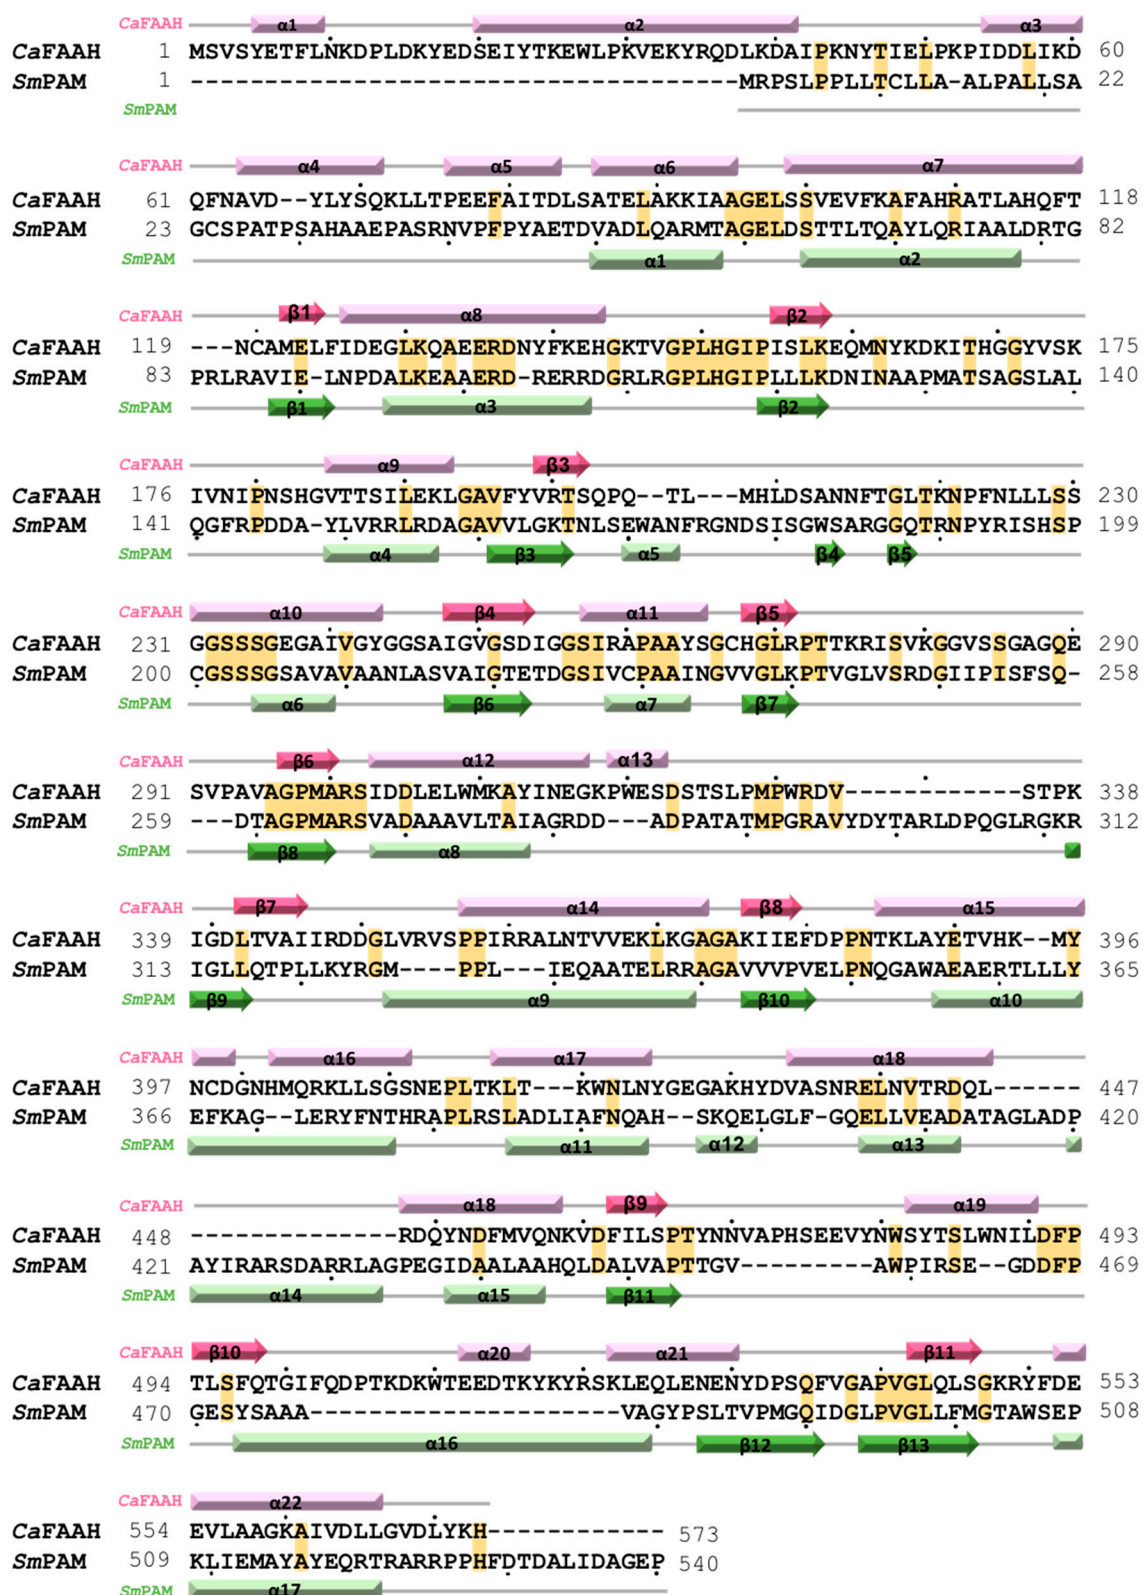 CaFAAH α1 α2 α3
CaFAAH 1 MSVSYETFLNKDPLDKYEDSEIYTKEWLPKVEKYRQDLKDAIPKNYTIELPKPIDDLIKD 60
SmPAM 1 -------------------------------------MRPSLPPLLTCLLA-ALPALLSA 22
SmPAM
CaFAAH α4 α5 α6 α7
CaFAAH 61 QFNAVD--YLYSQKLLTPEEFAITDLSATELAKKIAAGELSSVEVFKAFAHRATLAHQFT 118
SmPAM 23 GCSPATPSAHAAEPASRNVPFPYAETDVADLQARMTAGELDSTTLTQAYLQRIAALDRTG 82
SmPAM α1 α2
CaFAAH β1 α8 β2
CaFAAH 119 ---NCAMELFIDEGLKQAEERDNYFKEHGKTVGPLHGIPISLKEQMNYKDKITHGGYVSK 175
SmPAM 83 PRLRAVIE-LNPDALKEAAERD-RERRDGRLRGPLHGIPLLLKDNINAAPMATSAGSLAL 140
SmPAM β1 α3 β2
CaFAAH α9 β3
CaFAAH 176 IVNIPNSHGVTTSILEKLGAVFYVRTSQPQ--TL---MHLDSANNFTGLTKNPFNLLLSS 230
SmPAM 141 QGFRPDDA-YLVRRLRDAGAVVLGKTNLSEWANFRGNDSISGWSARGGQTRNPYRISHSP 199
SmPAM α4 β3 α5 β4 β5
CaFAAH α10 β4 α11 β5
CaFAAH 231 GGSSSGEGAIVGYGGSAIGVGSDIGGSIRAPAAYSGCHGLRPTTKRISVKGGVSSGAGQE 290
SmPAM 200 CGSSSGSAVAVAANLASVAIGTETDGSIVCPAAINGVVGLKPTVGLVSRDGIIPISFSQ- 258
SmPAM α6 β6 α7 β7
CaFAAH β6 α12 α13
CaFAAH 291 SVPAVAGPMARSIDDLELWMKAYINEGKPWESDSTSLPMPWRDV------------STPK 338
SmPAM 259 ---DTAGPMARSVADAAAVLTAIAGRDD---ADPATATMPGRAVYDYTARLDPQGLRGKR 312
SmPAM β8 α8
CaFAAH β7 α14 β8 α15
CaFAAH 339 IGDLTVAIIRDDGLVRVSPPIRRALNTVVEKLKGAGAKIIEFDPPNTKLAYETVHK--MY 396
SmPAM 313 IGLLQTPLLKYRGM----PPL---IEQAATELRRAGAVVVPVELPNQGAWAEAERTLLLY 365
SmPAM β9 α9 β10 α10
CaFAAH α16 α17 α18
CaFAAH 397 NCDGNHMQRKLLSGSNEPLTKLT---KWNLNYGEGAKHYDVASNRELNVTRDQL------ 447
SmPAM 366 EFKAG--LERYFNTHRAPLRSLADLIAFNQAH--SKQELGLF-GQELLVEADATAGLADP 420
SmPAM α11 α12 α13
CaFAAH α18 β9 α19
CaFAAH 448 --------------RDQYNDFMVQNKVDFILSPTYNNVAPHSEEVYNWSYTSLWNILDFP 493
SmPAM 421 AYIRARSDARRLAGPEGIDAALAAHQLDALVAPTTGV---------AWPIRSE--GDDFP 469
SmPAM α14 α15 β11
CaFAAH β10 α20 α21 β11
CaFAAH 494 TLSFQTGIFQDPTKDKWTEEDTKYKYRSKLEQLENENYDPSQFVGAPVGLQLSGKRYFDE 553
SmPAM 470 GESYSAAA---------------------VAGYPSLTVPMGQIDGLPVGLLFMGTAWSEP 508
SmPAM α16 β12 β13
CaFAAH α22
CaFAAH 554 EVLAAGKAIVDLLGVDLYKH------------ 573
SmPAM 509 KLIEMAYAYEQRTRARRPPHFDTDALIDAGEP 540
SmPAM α17